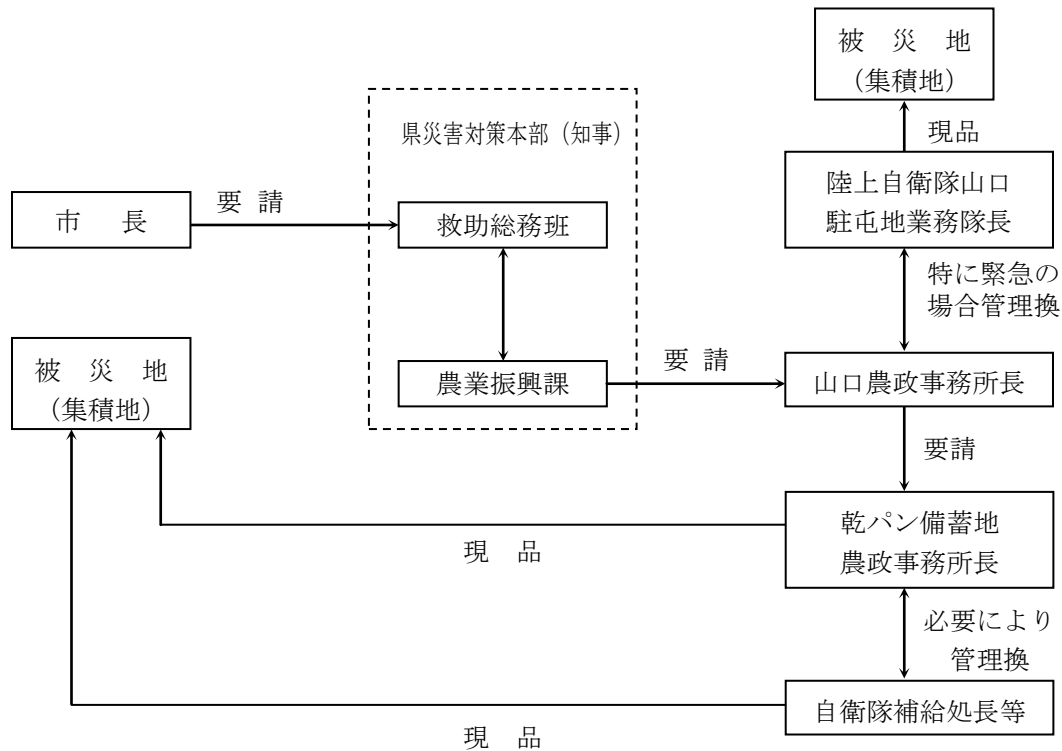 被　災　地
（集積地）
現品
県災害対策本部（知事）
陸上自衛隊山口
駐屯地業務隊長
市　　長
要 請
救助総務班
特に緊急の
場合管理換
被　災　地
（集積地）
農業振興課
要 請
山口農政事務所長
要請
乾パン備蓄地
農政事務所長
現　品
必要により
管理換
自衛隊補給処長等
現　品